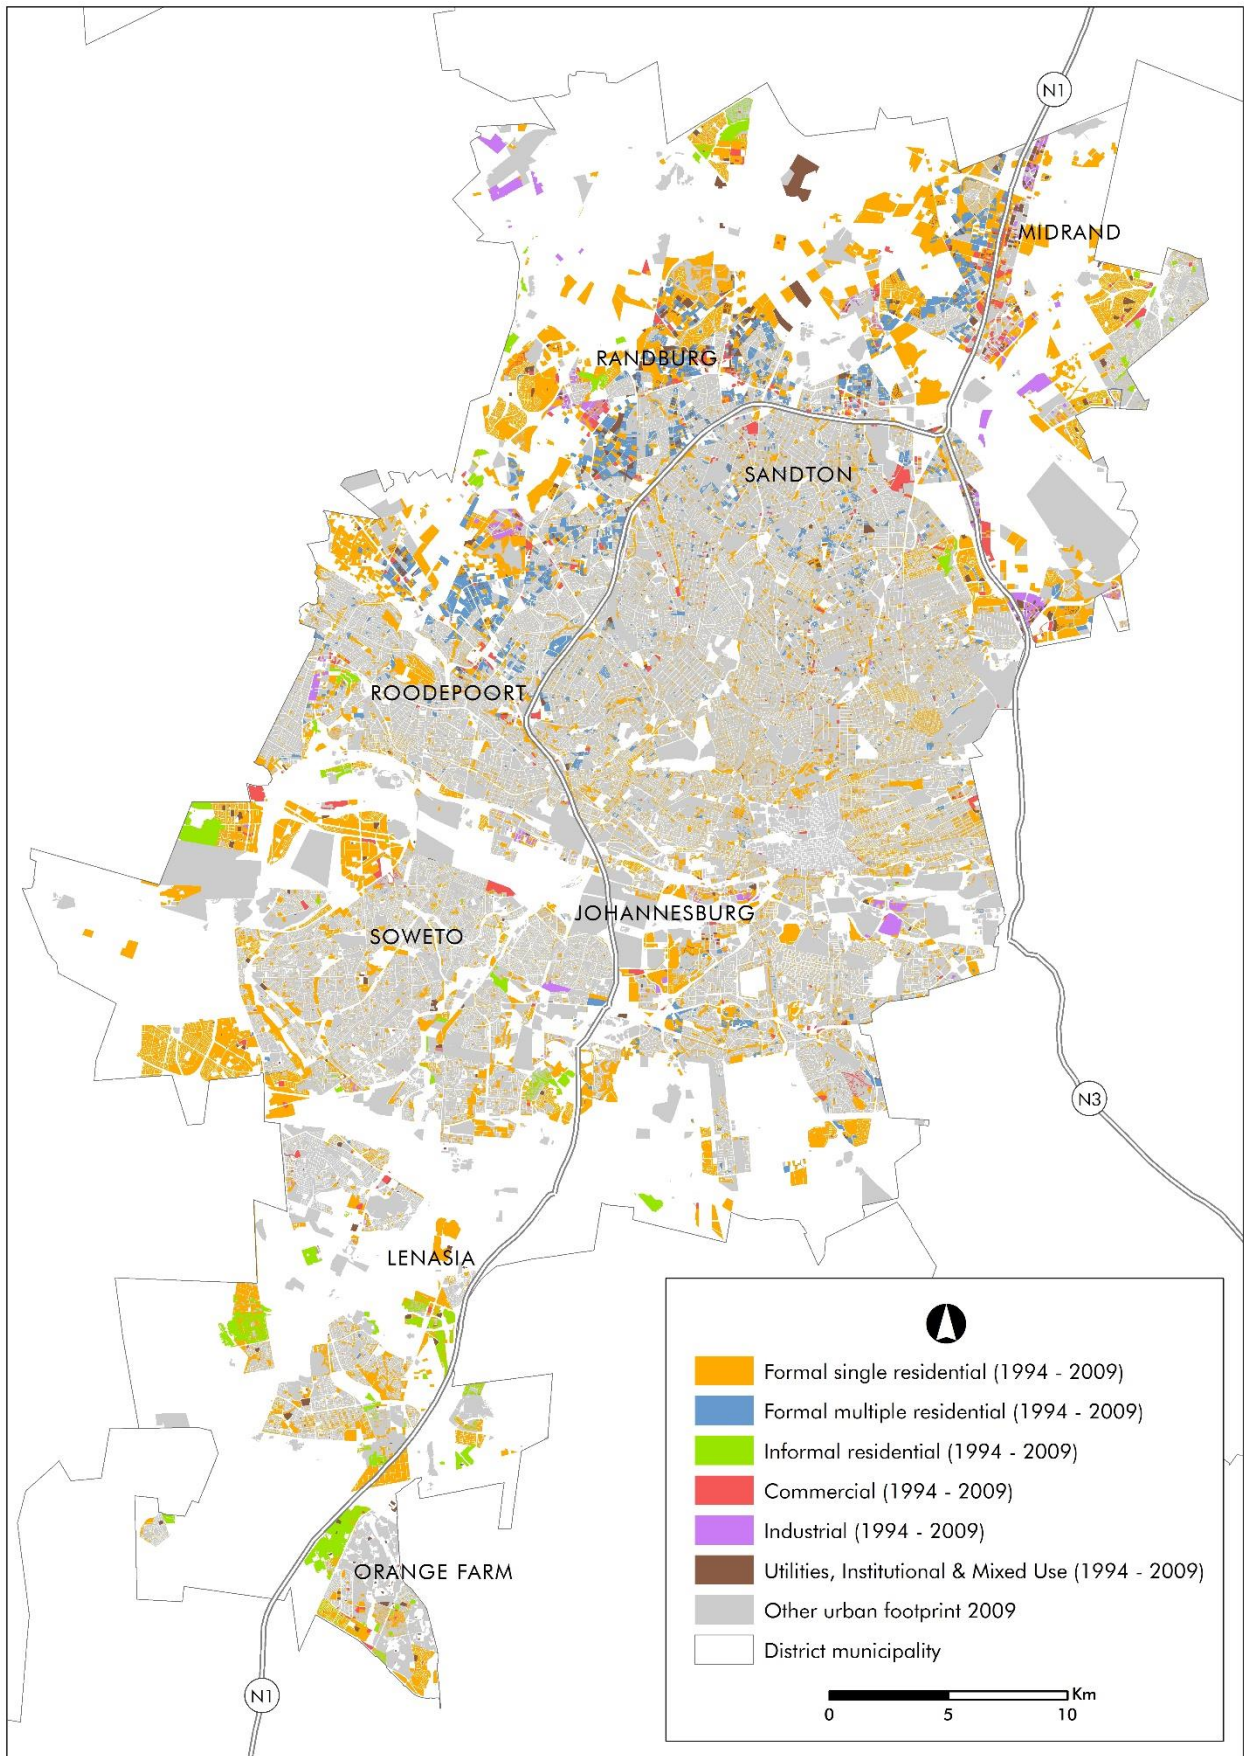 N1
MIDRAND
RANDBURG
SANDTON
ROODEPOORT
JOHANNESBURG
SOWETO
N3
LENASIA
ORANGE FARM
N1
Formal single residential (1994 - 2009)
Formal multiple residential (1994 - 2009)
Informal residential (1994 - 2009)
Commercial (1994 - 2009)
Industrial (1994 - 2009)
Utilities, Institutional & Mixed Use (1994 - 2009)
Other urban footprint 2009
District municipality
Km
0 5 10